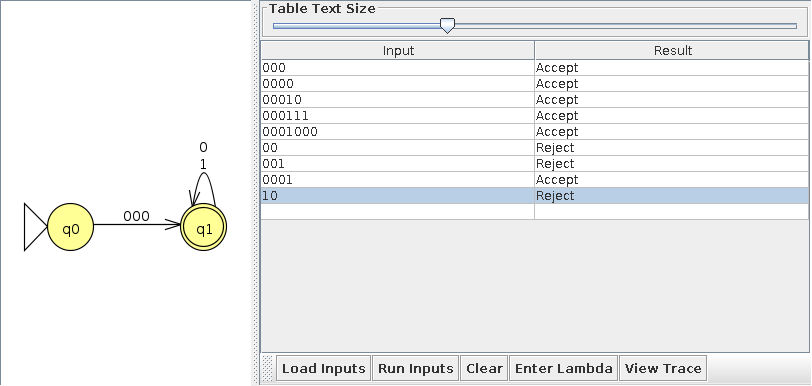 Table Text Size
Input Result
000 Accept
0000 Accept
00010 Accept
000111 Accept
0001000 Accept
00 Reject
001 Reject
0001 Accept
10 Reject
0
1
q0
000
q1
Load Inputs Run Inputs Clear Enter Lambda View Trace